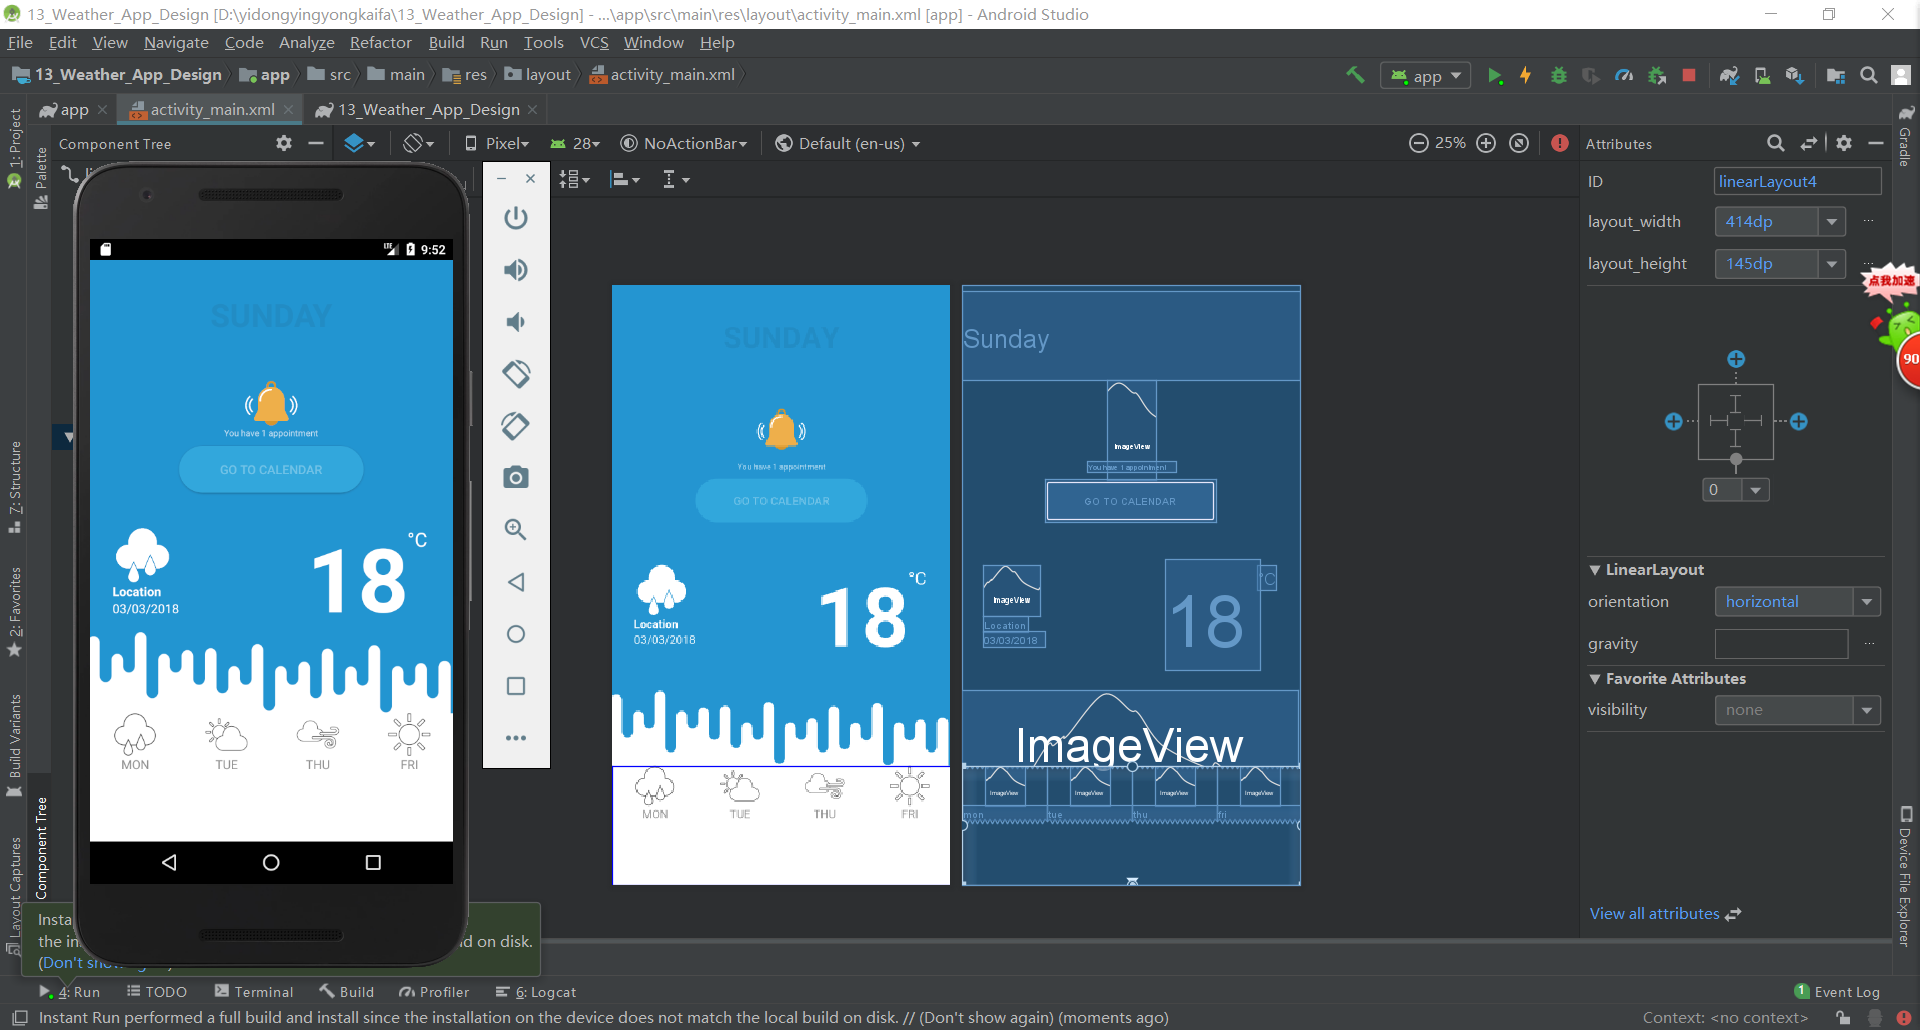 13_Weather_App_Design [D:\yidongyingyongkaifa\13_Weather_App_Design] - ...\app\src\main\res\layout\activity_main.xml [app] - Android Studio
File Edit View Navigate Code Analyze Refactor Build Run Tools VCS Window Help
13_Weather_App_Design app src main res layout activity_main.xml
app
app activity_main.xml 13_Weather_App_Design
Component Tree
Pixel 28 NoActionBar Default (en-us) 25%
Attributes
1: Project
Palette
7: Structure
2: Favorites
Build Variants
Layout Captures
Component Tree
LTE 9:52
SUNDAY
You have 1 appointment
GO TO CALENDAR
Location
03/03/2018
18 °C
MON TUE THU FRI
SUNDAY
You have 1 appointment
GO TO CALENDAR
Location
03/03/2018
18 °C
MON TUE THU FRI
Sunday
ImageView
You have 1 appointment
GO TO CALENDAR
ImageView
Location
03/03/2018
18 °C
ImageView
ImageView ImageView ImageView ImageView
mon tue thu fri
ID linearLayout4
layout_width 414dp ...
layout_height 145dp ...
点我加速
90
0
LinearLayout
orientation horizontal
gravity ...
Favorite Attributes
visibility none
View all attributes
Gradle
Device File Explorer
Insta
the in d on disk.
(Don't sho
4: Run TODO Terminal Build Profiler 6: Logcat
1 Event Log
Instant Run performed a full build and install since the installation on the device does not match the local build on disk. // (Don't show again) (moments ago)
Context: <no context>